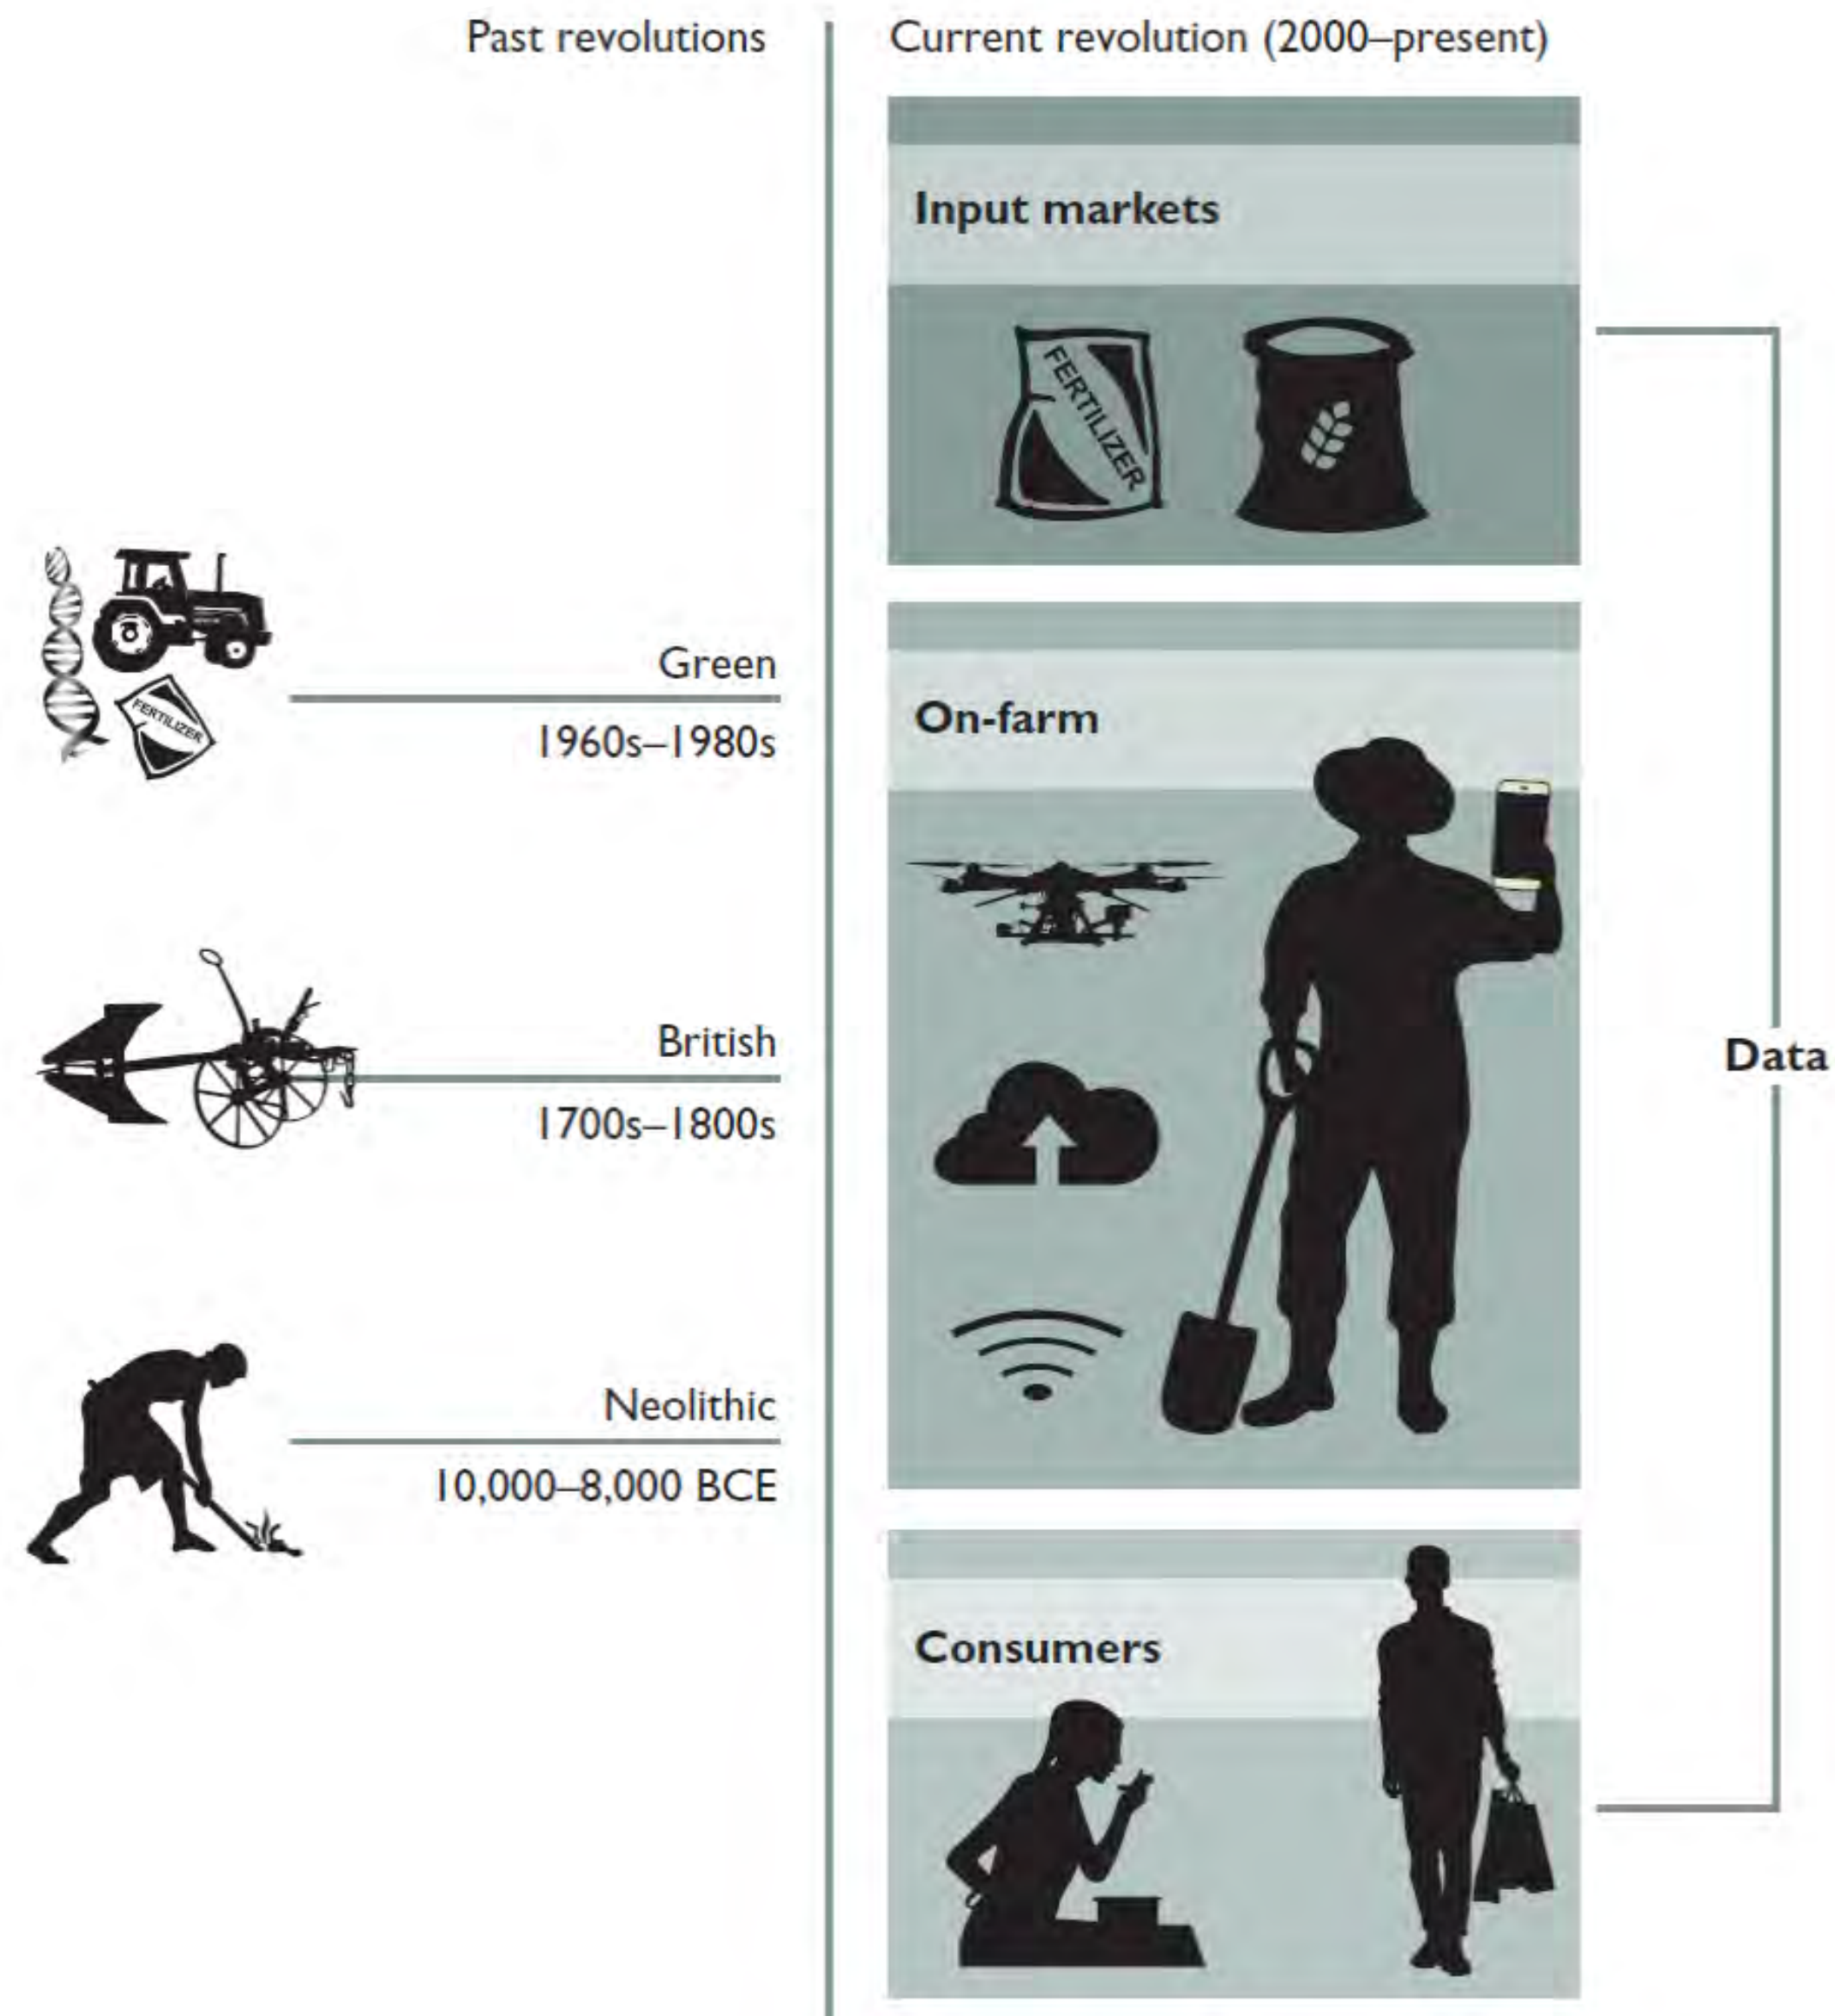 Past revolutions
Green
FERTILIZER
1960s–1980s
British
1700s–1800s
Neolithic
10,000–8,000 BCE
Current revolution (2000–present)
Input markets
FERTILIZER
On-farm
Consumers
Data